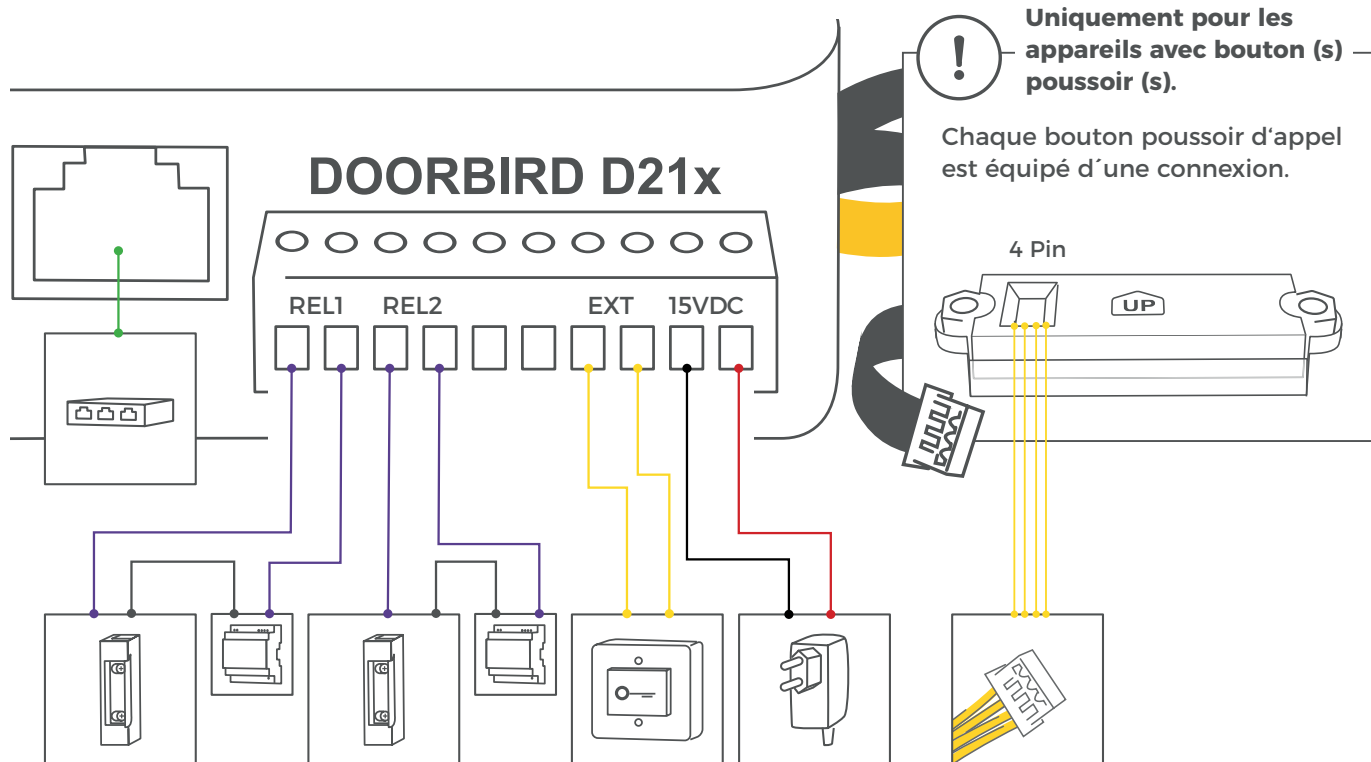 Uniquement pour les
appareils avec bouton (s)
poussoir (s).
!
Chaque bouton poussoir d‘appel
est équipé d´une connexion.
DOORBIRD D21x
4 Pin
UP
REL1 REL2 EXT 15VDC